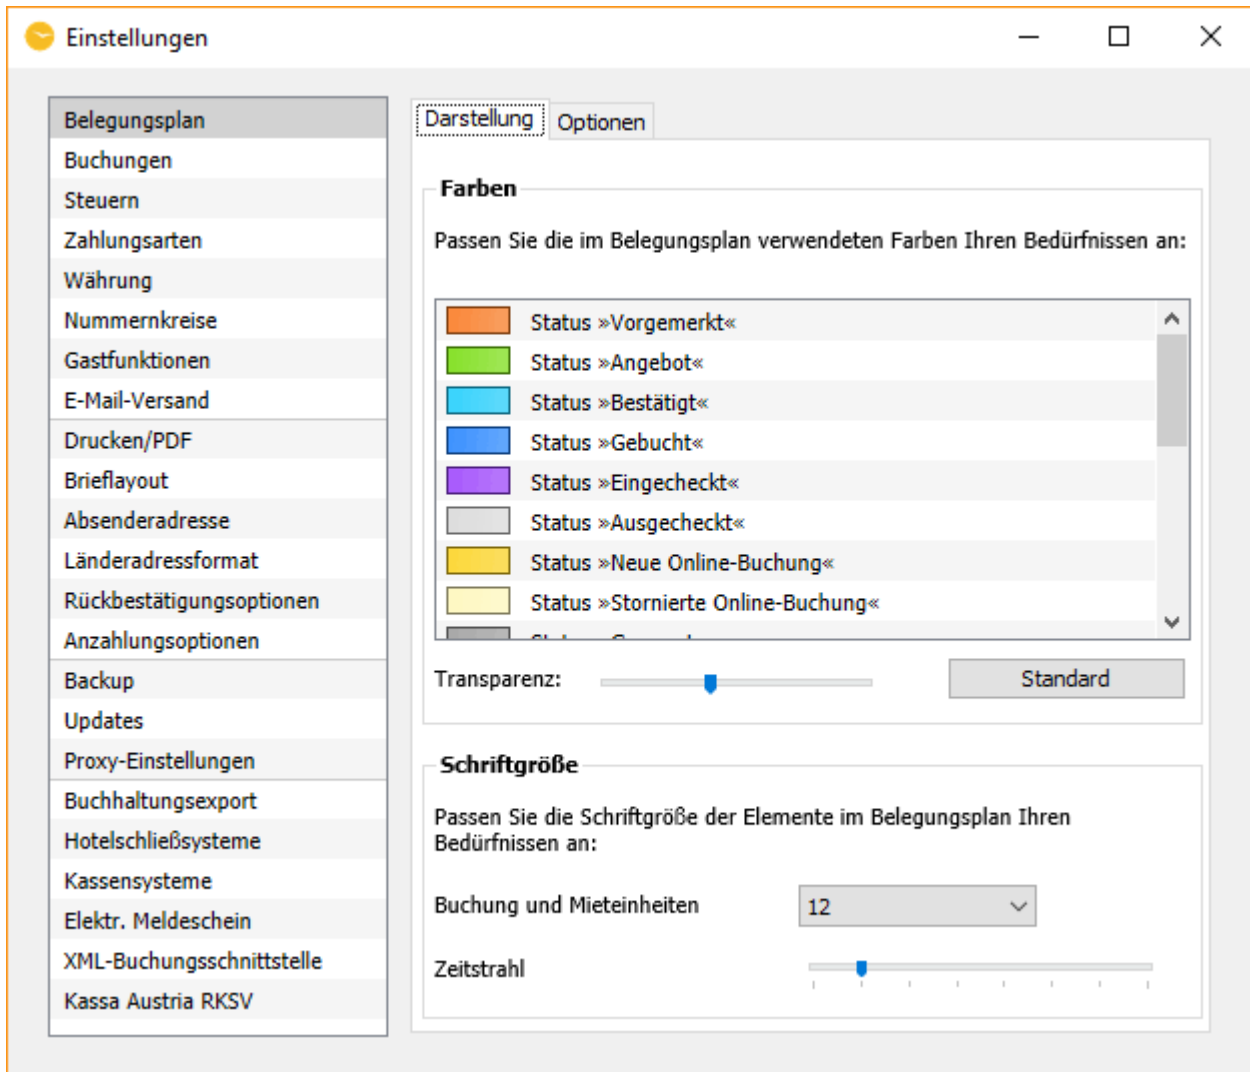 Einstellungen
Belegungsplan
Buchungen
Steuern
Zahlungsarten
Währung
Nummernkreise
Gastfunktionen
E-Mail-Versand
Drucken/PDF
Brieflayout
Absenderadresse
Länderadressformat
Rückbestätigungsoptionen
Anzahlungsoptionen
Backup
Updates
Proxy-Einstellungen
Buchhaltungsexport
Hotelschließsysteme
Kassensysteme
Elektr. Meldeschein
XML-Buchungsschnittstelle
Kassa Austria RKSV
Darstellung
Optionen
Farben
Passen Sie die im Belegungsplan verwendeten Farben Ihren Bedürfnissen an:
Status »Vorgemerkt«
Status »Angebot«
Status »Bestätigt«
Status »Gebucht«
Status »Eingecheckt«
Status »Ausgecheckt«
Status »Neue Online-Buchung«
Status »Stornierte Online-Buchung«
Transparenz:
Standard
Schriftgröße
Passen Sie die Schriftgröße der Elemente im Belegungsplan Ihren
Bedürfnissen an:
Buchung und Mieteinheiten
12
Zeitstrahl